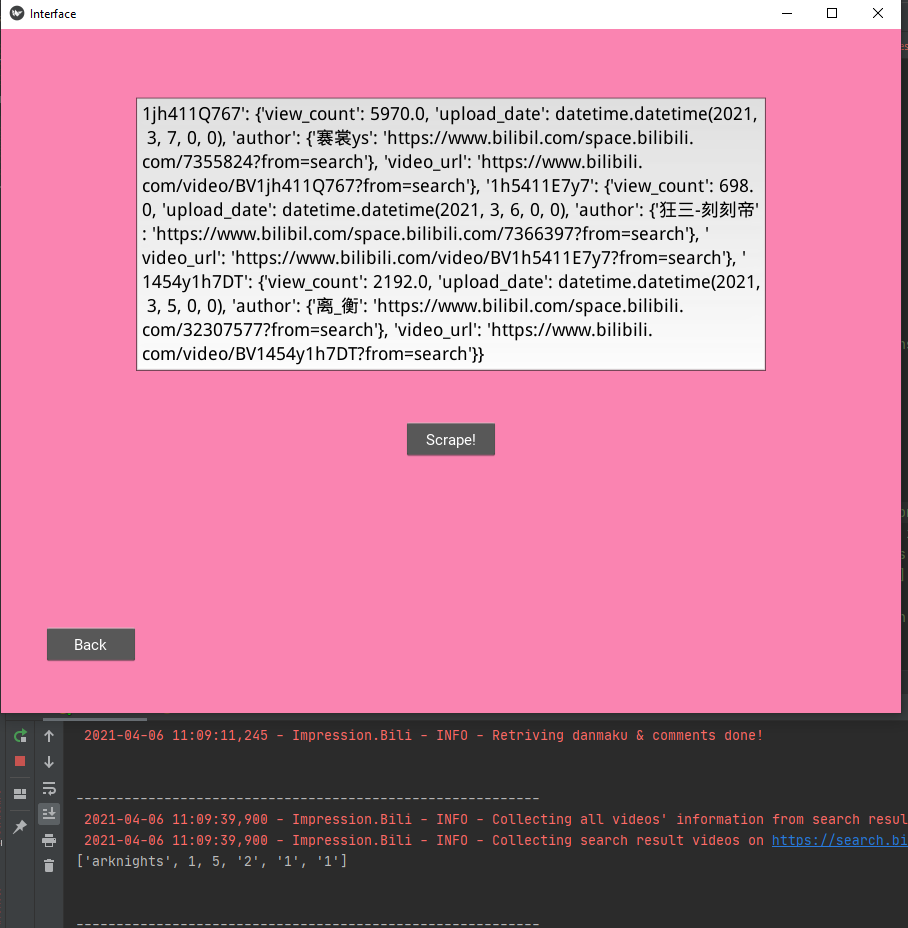 Interface
1jh411Q767': {'view_count': 5970.0, 'upload_date': datetime.datetime(2021,
3, 7, 0, 0), 'author': {'寨裳ys': 'https://www.bilibil.com/space.bilibili.
com/7355824?from=search'}, 'video_url': 'https://www.bilibili.
com/video/BV1jh411Q767?from=search'}, '1h5411E7y7': {'view_count': 698.
0, 'upload_date': datetime.datetime(2021, 3, 6, 0, 0), 'author': {'狂三-刻刻帝'
: 'https://www.bilibil.com/space.bilibili.com/7366397?from=search'}, '
video_url': 'https://www.bilibili.com/video/BV1h5411E7y7?from=search'}, '
1454y1h7DT': {'view_count': 2192.0, 'upload_date': datetime.datetime(2021,
3, 5, 0, 0), 'author': {'离_衡': 'https://www.bilibil.com/space.bilibili.
com/32307577?from=search'}, 'video_url': 'https://www.bilibili.
com/video/BV1454y1h7DT?from=search'}}
Scrape!
Back
2021-04-06 11:09:11,245 - Impression.Bili - INFO - Retriving danmaku & comments done!
----------------------------------------------------------
2021-04-06 11:09:39,900 - Impression.Bili - INFO - Collecting all videos' information from search resul
2021-04-06 11:09:39,900 - Impression.Bili - INFO - Collecting search result videos on https://search.bi
['arknights', 1, 5, '2', '1', '1']
----------------------------------------------------------